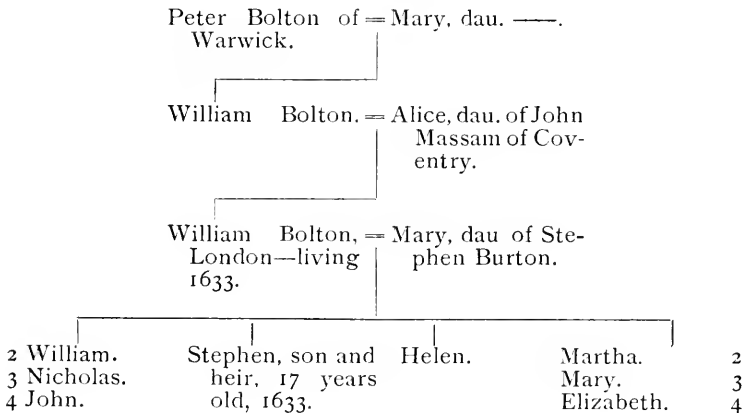 Peter Bolton of = Mary, dau. ——.
Warwick.
William Bolton. = Alice, dau. of John
Massam of Cov-
entry.
William Bolton, = Mary, dau of Ste-
London—living phen Burton.
1633.
2 William. Stephen, son and Helen. Martha. 2
3 Nicholas. heir, 17 years Mary. 3
4 John. old, 1633. Elizabeth. 4